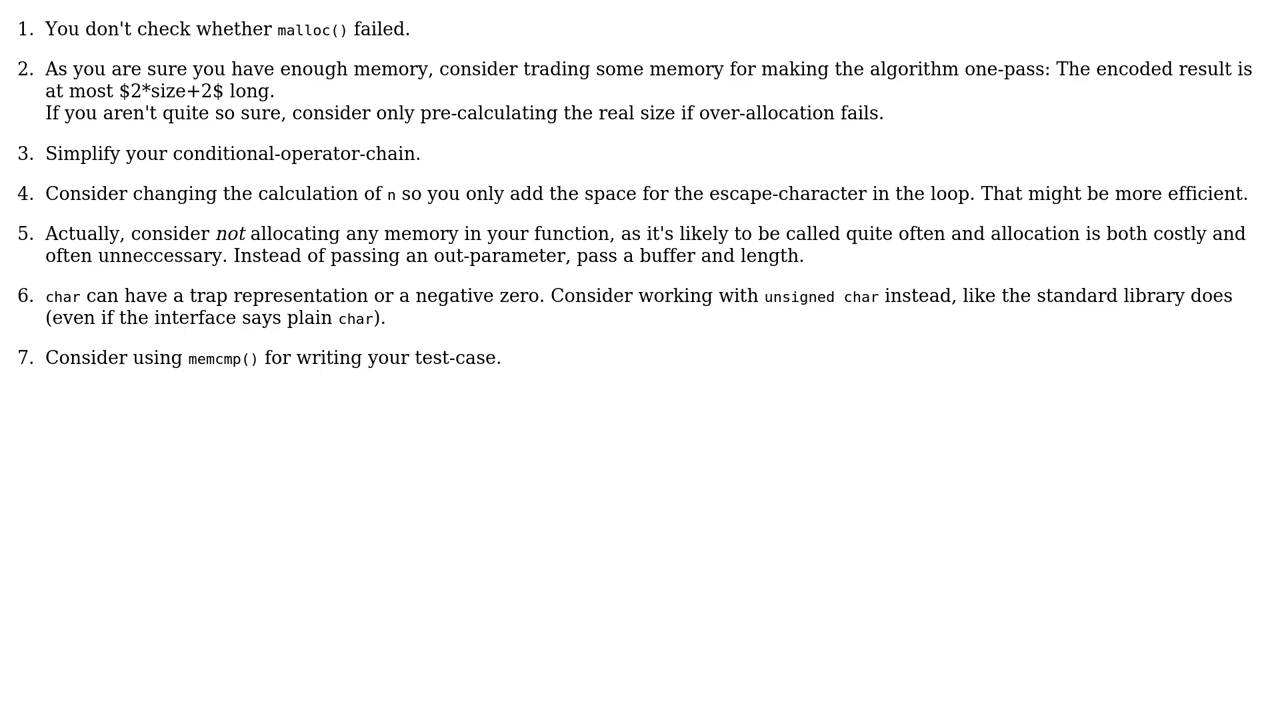 1. You don't check whether malloc() failed.
2. As you are sure you have enough memory, consider trading some memory for making the algorithm one-pass: The encoded result is
at most $2*size+2$ long.
If you aren't quite so sure, consider only pre-calculating the real size if over-allocation fails.
3. Simplify your conditional-operator-chain.
4. Consider changing the calculation of n so you only add the space for the escape-character in the loop. That might be more efficient.
5. Actually, consider not allocating any memory in your function, as it's likely to be called quite often and allocation is both costly and
often unneccessary. Instead of passing an out-parameter, pass a buffer and length.
6. char can have a trap representation or a negative zero. Consider working with unsigned char instead, like the standard library does
(even if the interface says plain char).
7. Consider using memcmp() for writing your test-case.